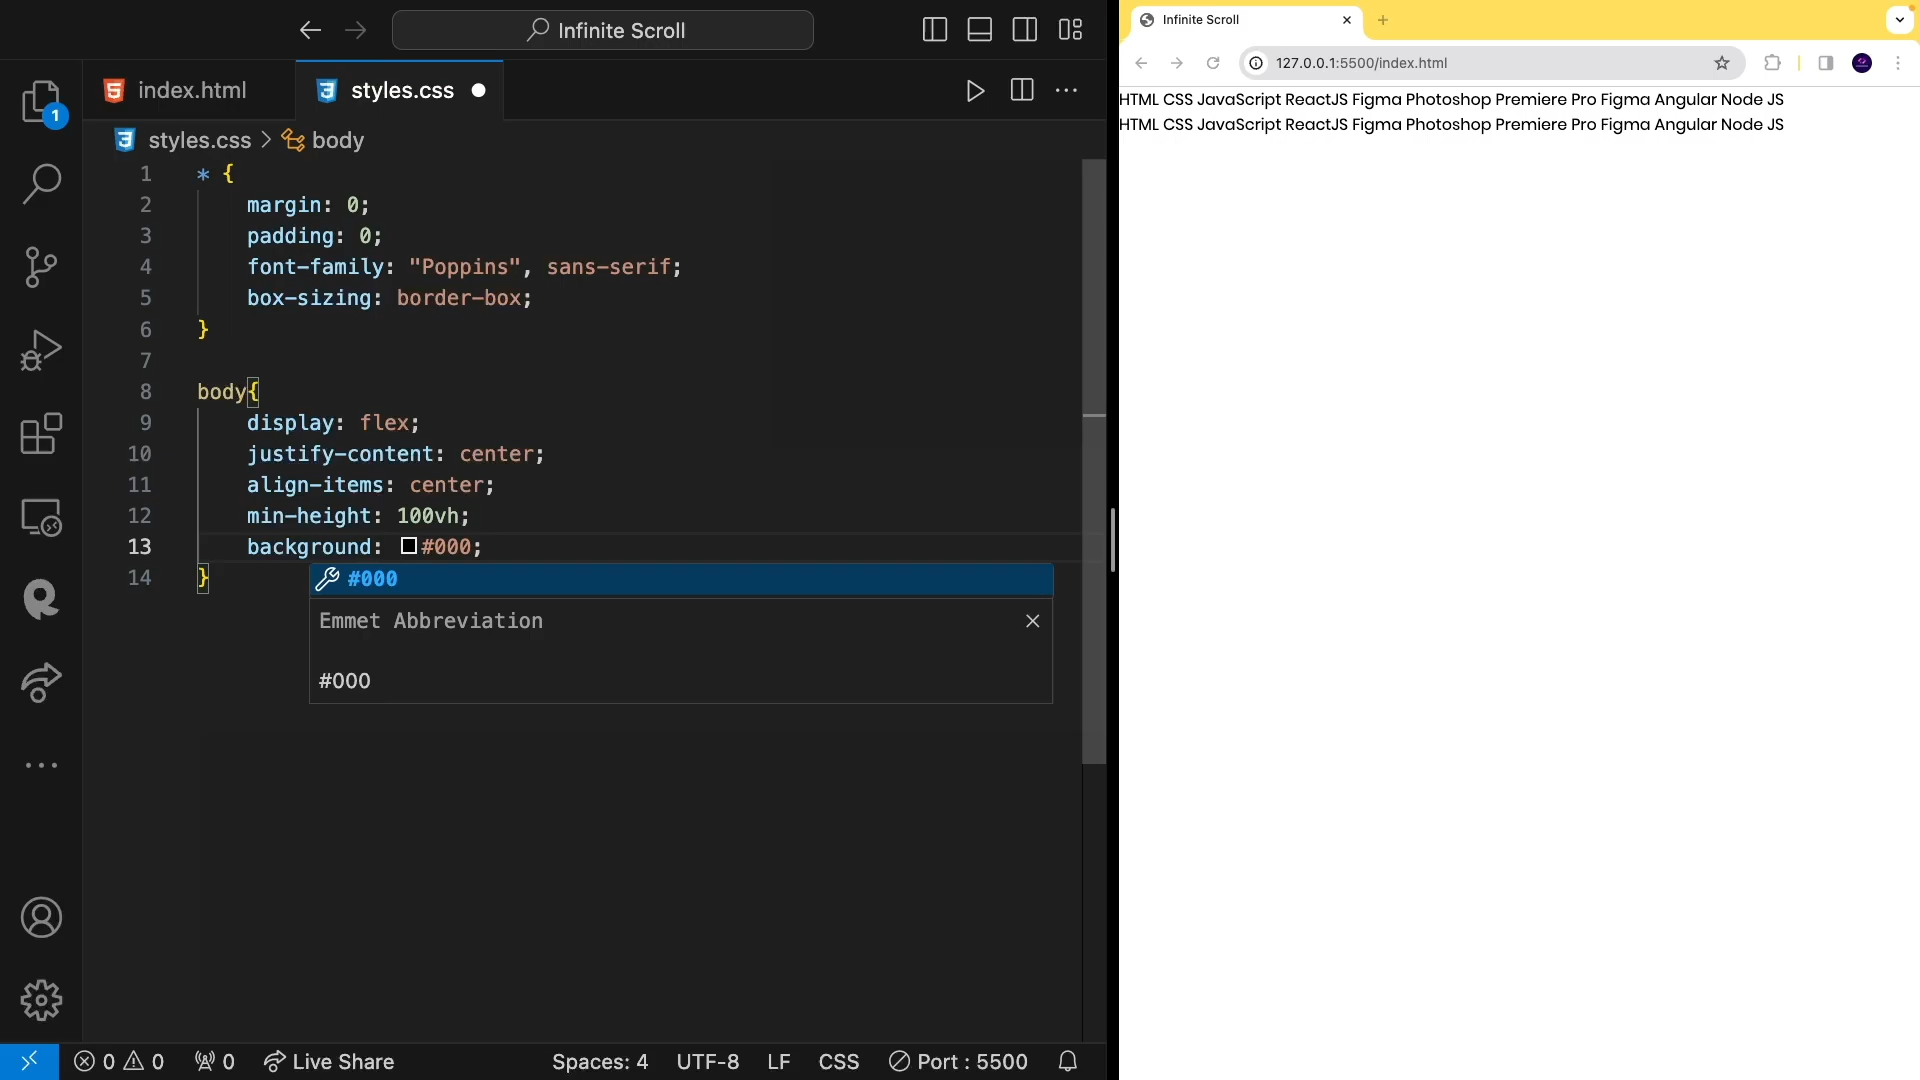 Infinite Scroll
index.html
styles.css
styles.css > body
1 * {
2 margin: 0;
3 padding: 0;
4 font-family: "Poppins", sans-serif;
5 box-sizing: border-box;
6 }
7
8 body{
9 display: flex;
10 justify-content: center;
11 align-items: center;
12 min-height: 100vh;
13 background: #000;
14 }
#000
Emmet Abbreviation
#000
1
0 0 0 Live Share Spaces: 4 UTF-8 LF CSS Port : 5500
Infinite Scroll
127.0.0.1:5500/index.html
HTML CSS JavaScript ReactJS Figma Photoshop Premiere Pro Figma Angular Node JS
HTML CSS JavaScript ReactJS Figma Photoshop Premiere Pro Figma Angular Node JS